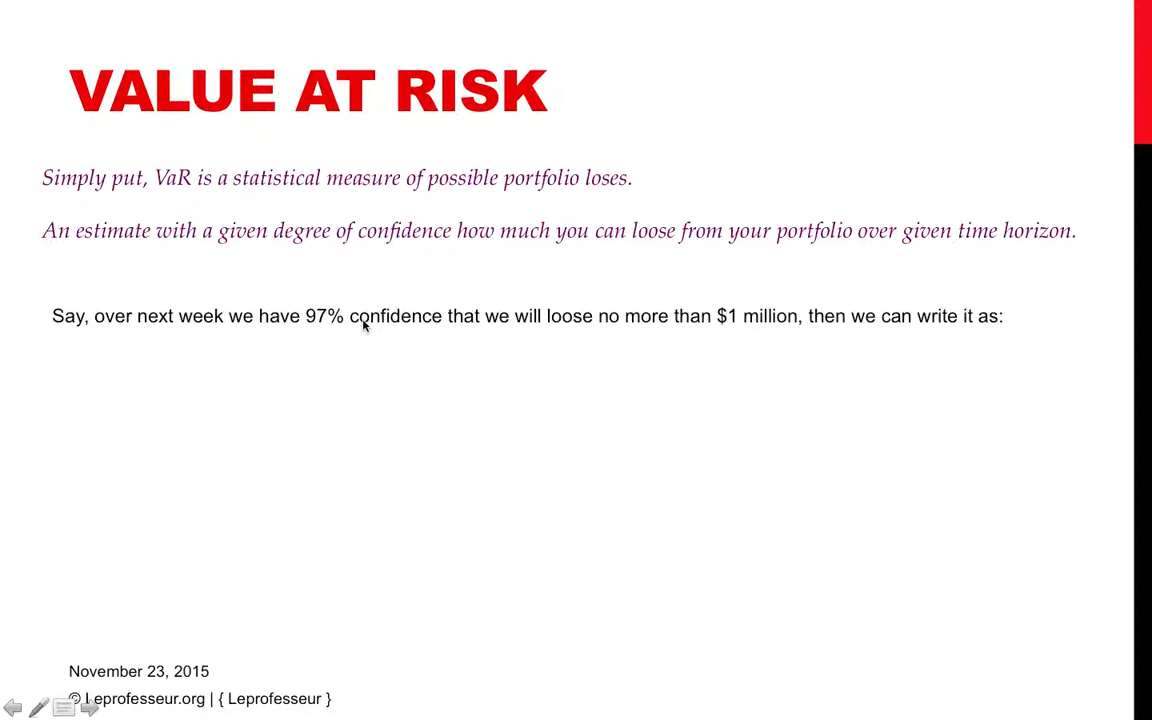 VALUE AT RISK
Simply put, VaR is a statistical measure of possible portfolio loses.
An estimate with a given degree of confidence how much you can loose from your portfolio over given time horizon.
Say, over next week we have 97% confidence that we will loose no more than $1 million, then we can write it as:
November 23, 2015
© Leprofesseur.org | { Leprofesseur }